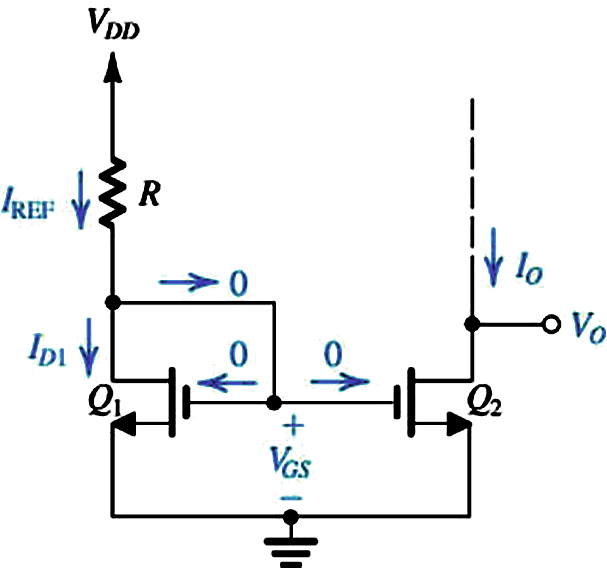 V_DD
I_REF
R
0
I_O
V_O
I_D1
0
0
Q_1
Q_2
+
V_GS
−